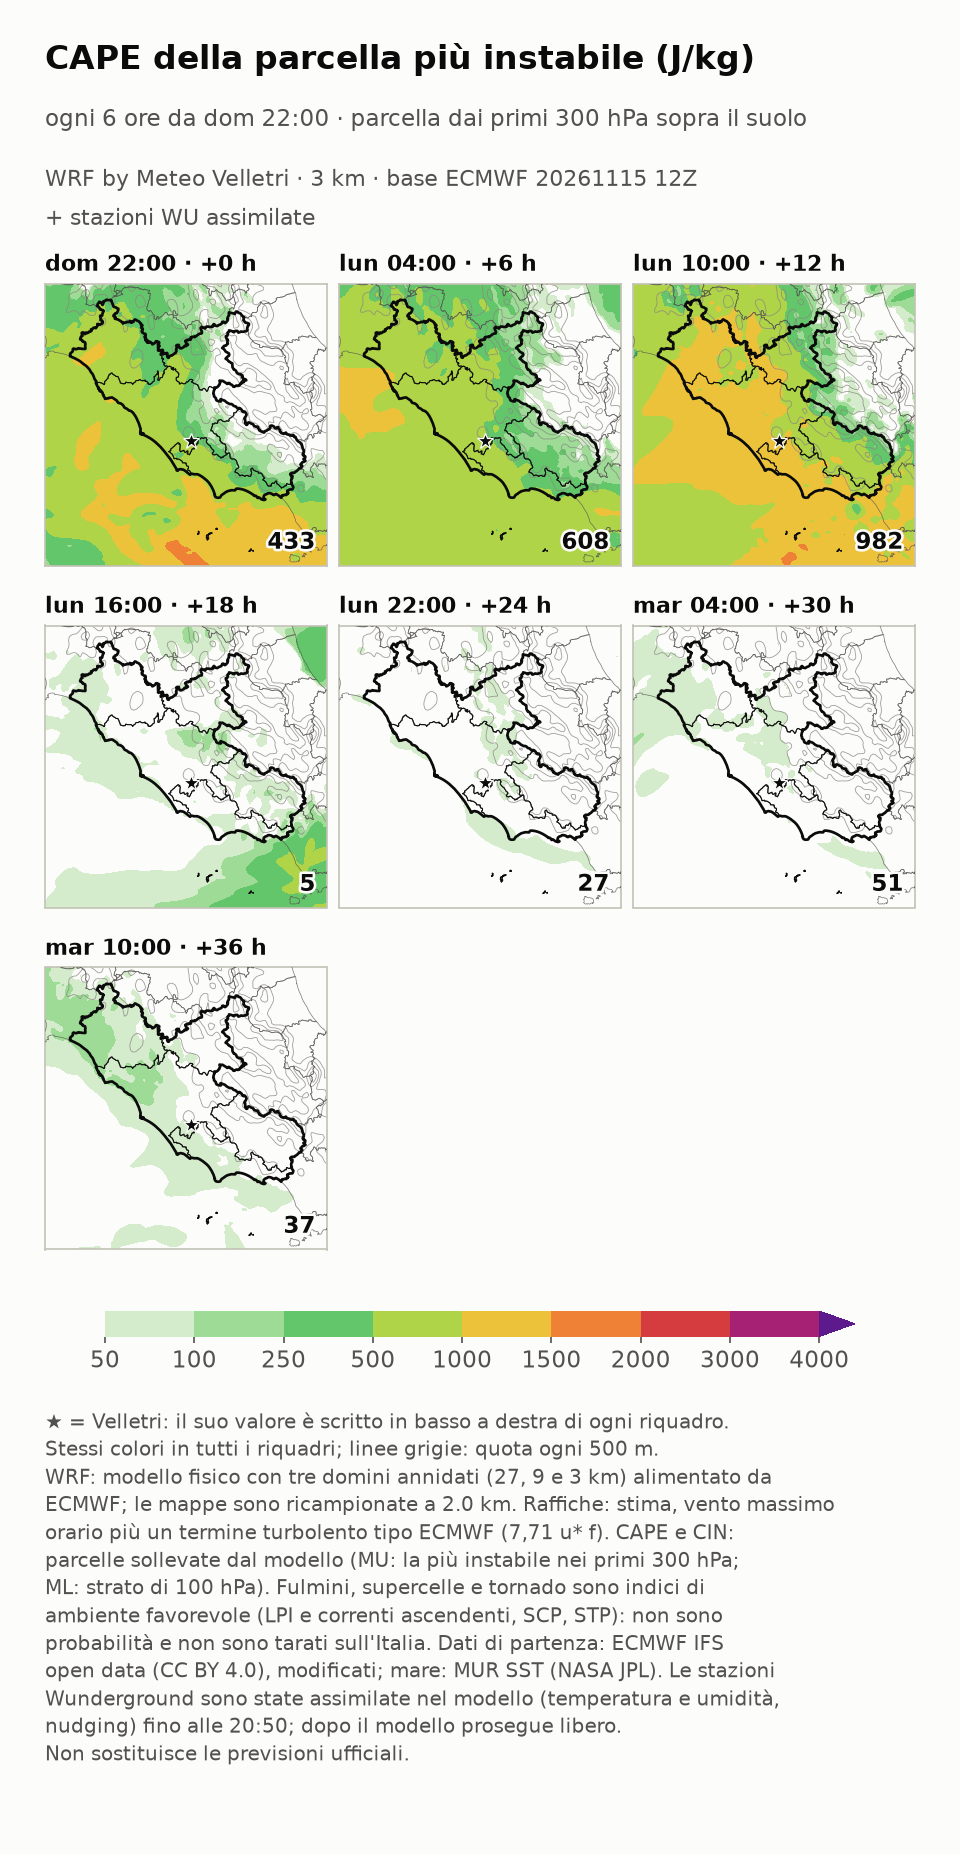 CAPE della parcella più instabile (J/kg)
ogni 6 ore da dom 22:00 · parcella dai primi 300 hPa sopra il suolo
WRF by Meteo Velletri · 3 km · base ECMWF 20261115 12Z
+ stazioni WU assimilate
dom 22:00 · +0 h
lun 04:00 · +6 h
lun 10:00 · +12 h
433
608
982
lun 16:00 · +18 h
lun 22:00 · +24 h
mar 04:00 · +30 h
5
27
51
mar 10:00 · +36 h
37
50 100 250 500 1000 1500 2000 3000 4000
★ = Velletri: il suo valore è scritto in basso a destra di ogni riquadro.
Stessi colori in tutti i riquadri; linee grigie: quota ogni 500 m.
WRF: modello fisico con tre domini annidati (27, 9 e 3 km) alimentato da
ECMWF; le mappe sono ricampionate a 2.0 km. Raffiche: stima, vento massimo
orario più un termine turbolento tipo ECMWF (7,71 u* f). CAPE e CIN:
parcelle sollevate dal modello (MU: la più instabile nei primi 300 hPa;
ML: strato di 100 hPa). Fulmini, supercelle e tornado sono indici di
ambiente favorevole (LPI e correnti ascendenti, SCP, STP): non sono
probabilità e non sono tarati sull'Italia. Dati di partenza: ECMWF IFS
open data (CC BY 4.0), modificati; mare: MUR SST (NASA JPL). Le stazioni
Wunderground sono state assimilate nel modello (temperatura e umidità,
nudging) fino alle 20:50; dopo il modello prosegue libero.
Non sostituisce le previsioni ufficiali.